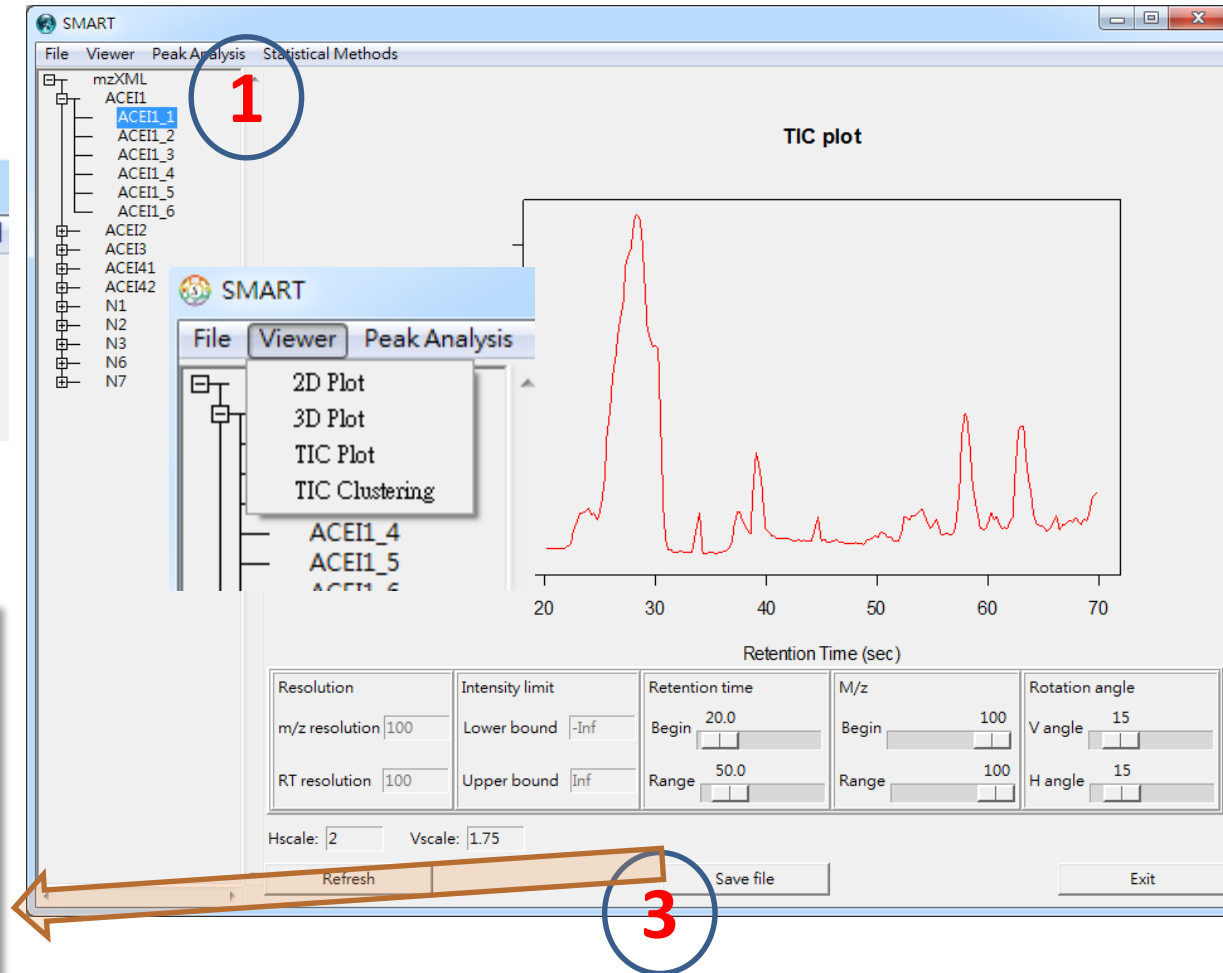 SMART
File Viewer Peak Analysis Statistical Methods
1
mzXML
ACEI1
ACEI1_1
ACEI1_2
ACEI1_3
ACEI1_4
ACEI1_5
ACEI1_6
ACEI2
ACEI3
ACEI41
ACEI42
N1
N2
N3
N6
N7
SMART
File Viewer Peak Analysis
2D Plot
3D Plot
TIC Plot
TIC Clustering
ACEI1_4
ACEI1_5
ACEI1_6
TIC plot
20 30 40 50 60 70
Retention Time (sec)
Resolution
m/z resolution 100
RT resolution 100
Intensity limit
Lower bound -Inf
Upper bound Inf
Retention time
Begin 20.0
Range 50.0
M/z
Begin 100
Range 100
Rotation angle
V angle 15
H angle 15
Hscale: 2 Vscale: 1.75
Refresh Save file Exit
3